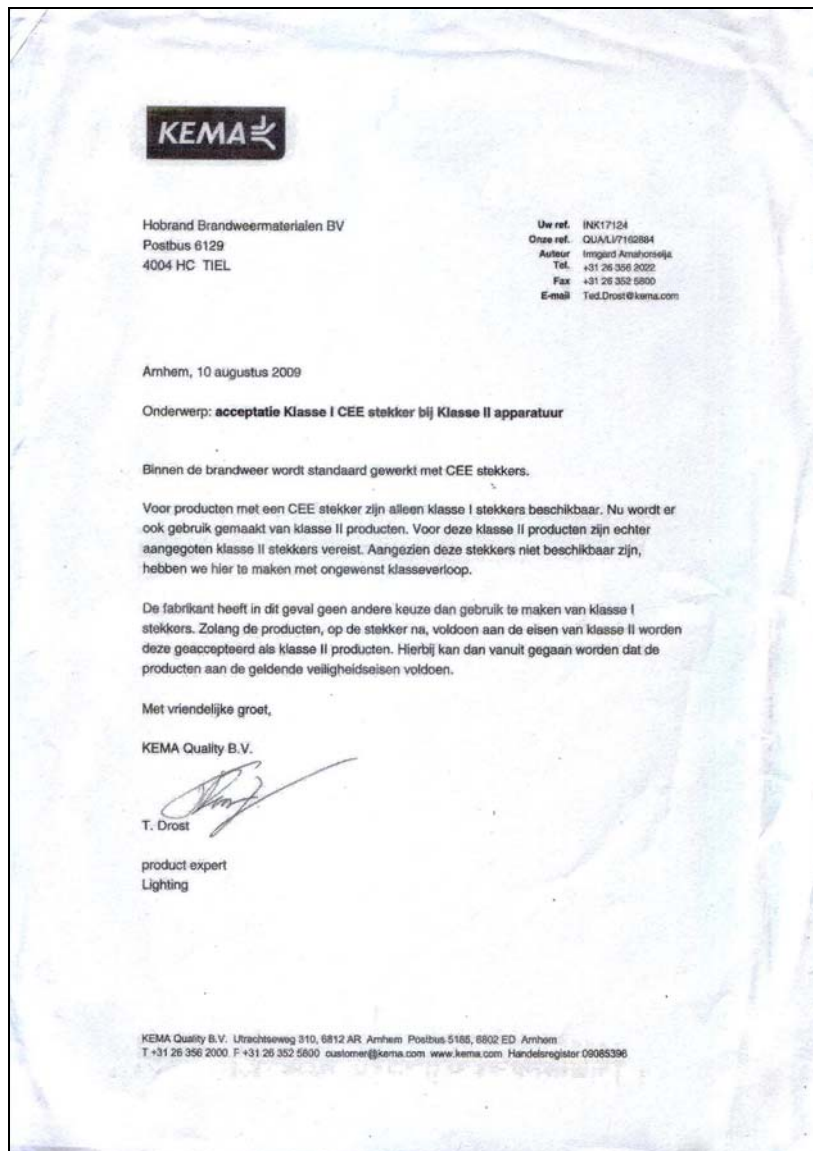 KEMA
Hobrand Brandweermaterialen BV
Postbus 6129
4004 HC TIEL
Uw ref. INK17124
Onze ref. QUA/LI/7162884
Auteur Irmgard
Tel. +31 26 356 2022
Fax +31 26 352 5800
E-mail Ted.Drost@kema.com
Arnhem, 10 augustus 2009
Onderwerp: acceptatie Klasse I CEE stekker bij Klasse II apparatuur
Binnen de brandweer wordt standaard gewerkt met CEE stekkers.
Voor producten met een CEE stekker zijn alleen klasse I stekkers beschikbaar. Nu wordt er
ook gebruik gemaakt van klasse II producten. Voor deze klasse II producten zijn echter
aangegoten klasse II stekkers vereist. Aangezien deze stekkers niet beschikbaar zijn,
hebben we hier te maken met ongewenst klasseverloop.
De fabrikant heeft in dit geval geen andere keuze dan gebruik te maken van klasse I
stekkers. Zolang de producten, op de stekker na, voldoen aan de eisen van klasse II worden
deze geaccepteerd als klasse II producten. Hierbij kan dan vanuit gegaan worden dat de
producten aan de geldende veiligheidseisen voldoen.
Met vriendelijke groet,
KEMA Quality B.V.
T. Drost
product expert
Lighting
KEMA Quality B.V. Utrechtseweg 310, 6812 AR Arnhem Postbus 5185, 6802 ED Arnhem
T +31 26 356 2000 F +31 26 352 5800 customer@kema.com www.kema.com Handelsregister 09085396